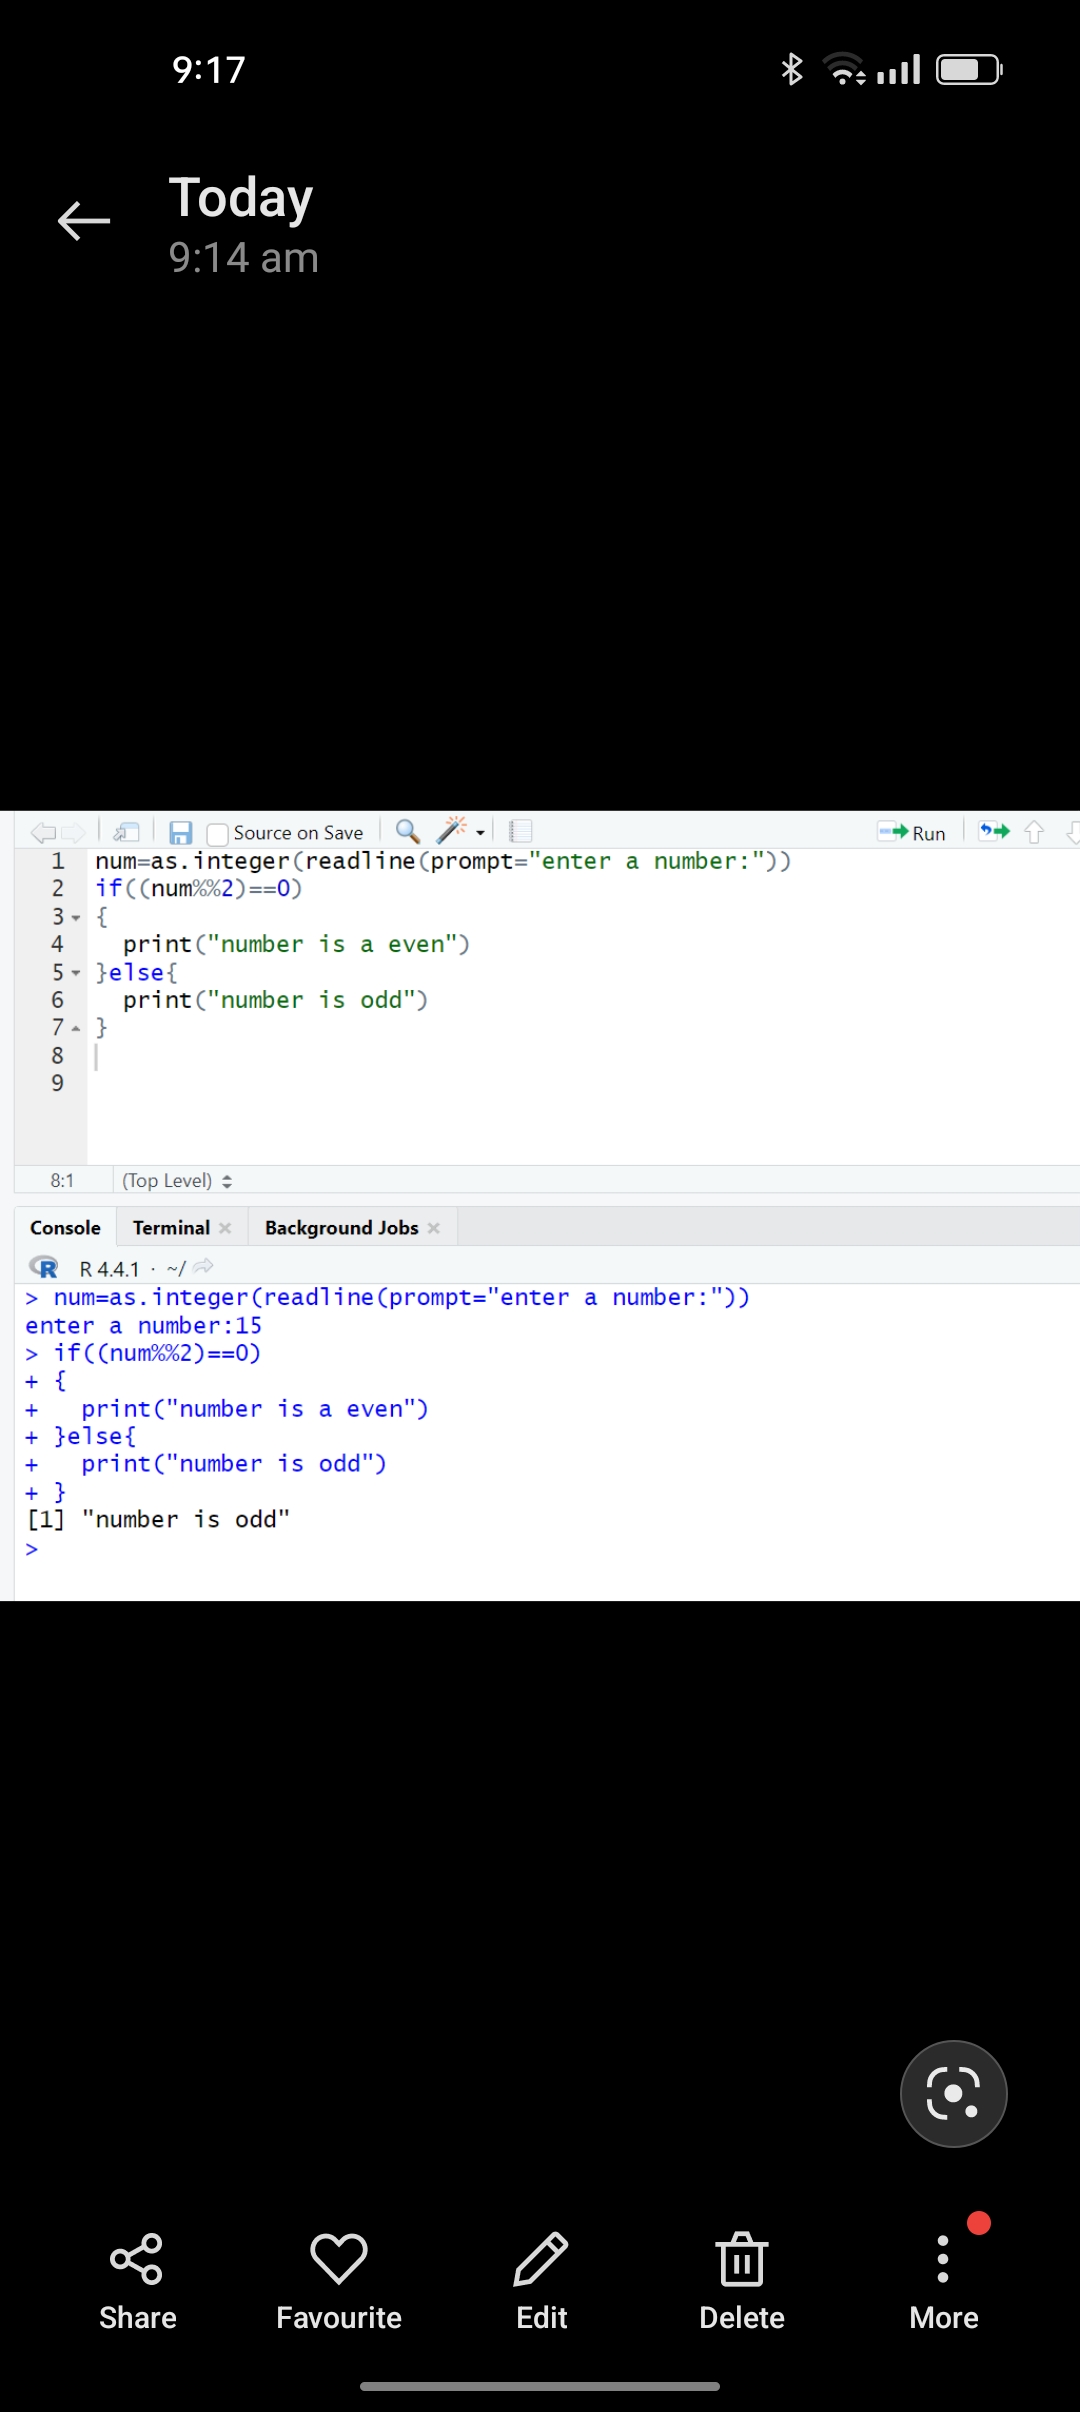 9:17
Today
9:14 am
Source on Save
Run
1 num=as.integer(readline(prompt="enter a number:"))
2 if((num%%2)==0)
3 {
4   print("number is a even")
5 }else{
6   print("number is odd")
7 }
8
9
8:1 (Top Level)
Console Terminal Background Jobs
R R 4.4.1 · ~/
> num=as.integer(readline(prompt="enter a number:"))
enter a number:15
> if((num%%2)==0)
+ {
+   print("number is a even")
+ }else{
+   print("number is odd")
+ }
[1] "number is odd"
>
Share Favourite Edit Delete More